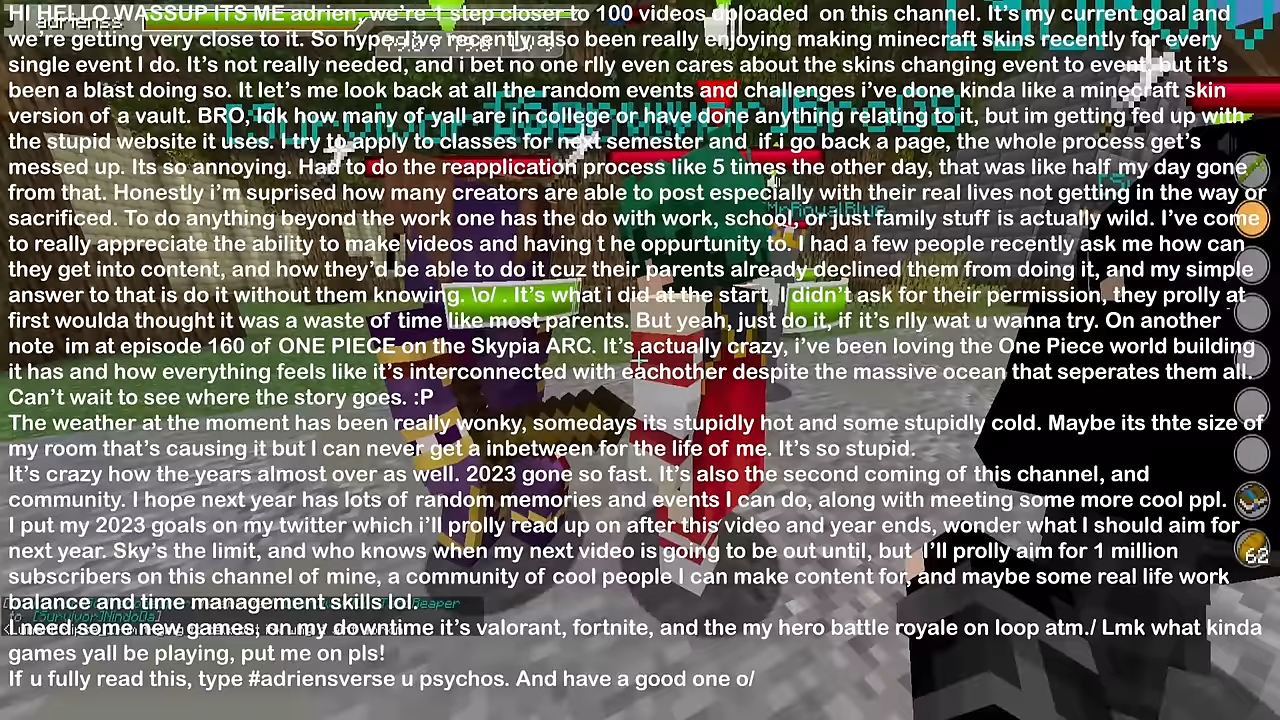 HI HELLO WASSUP ITS ME adrien, we're 1 step closer to 100 videos uploaded on this channel. It's my current goal and
we're getting very close to it. So hype. I've recently also been really enjoying making minecraft skins recently for every
single event I do. It's not really needed, and i bet no one rlly even cares about the skins changing event to event, but it's
been a blast doing so. It let's me look back at all the random events and challenges i've done kinda like a minecraft skin
version of a vault. BRO, Idk how many of yall are in college or have done anything relating to it, but im getting fed up with
the stupid website it uses. I try to apply to classes for next semester and if i go back a page, the whole process get's
messed up. Its so annoying. Had to do the reapplication process like 5 times the other day, that was like half my day gone
from that. Honestly i'm suprised how many creators are able to post especially with their real lives not getting in the way or
sacrificed. To do anything beyond the work one has the do with work, school, or just family stuff is actually wild. I've come
to really appreciate the ability to make videos and having t he oppurtunity to. I had a few people recently ask me how can
they get into content, and how they'd be able to do it cuz their parents already declined them from doing it, and my simple
answer to that is do it without them knowing. \o/ . It's what i did at the start, I didn't ask for their permission, they prolly at
first woulda thought it was a waste of time like most parents. But yeah, just do it, if it's rlly wat u wanna try. On another
note im at episode 160 of ONE PIECE on the Skypia ARC. It's actually crazy, i've been loving the One Piece world building
it has and how everything feels like it's interconnected with eachother despite the massive ocean that seperates them all.
Can't wait to see where the story goes. :P
The weather at the moment has been really wonky, somedays its stupidly hot and some stupidly cold. Maybe its thte size of
my room that's causing it but I can never get a inbetween for the life of me. It's so stupid.
It's crazy how the years almost over as well. 2023 gone so fast. It's also the second coming of this channel, and
community. I hope next year has lots of random memories and events I can do, along with meeting some more cool ppl.
I put my 2023 goals on my twitter which i'll prolly read up on after this video and year ends, wonder what I should aim for
next year. Sky's the limit, and who knows when my next video is going to be out until, but I'll prolly aim for 1 million
subscribers on this channel of mine, a community of cool people I can make content for, and maybe some real life work
balance and time management skills lol.
I need some new games, on my downtime it's valorant, fortnite, and the my hero battle royale on loop atm./ Lmk what kinda
games yall be playing, put me on pls!
If u fully read this, type #adriensverse u psychos. And have a good one o/
MrRoyalBlue
62
Reaper
to [Survivor]Nindo[Ja]